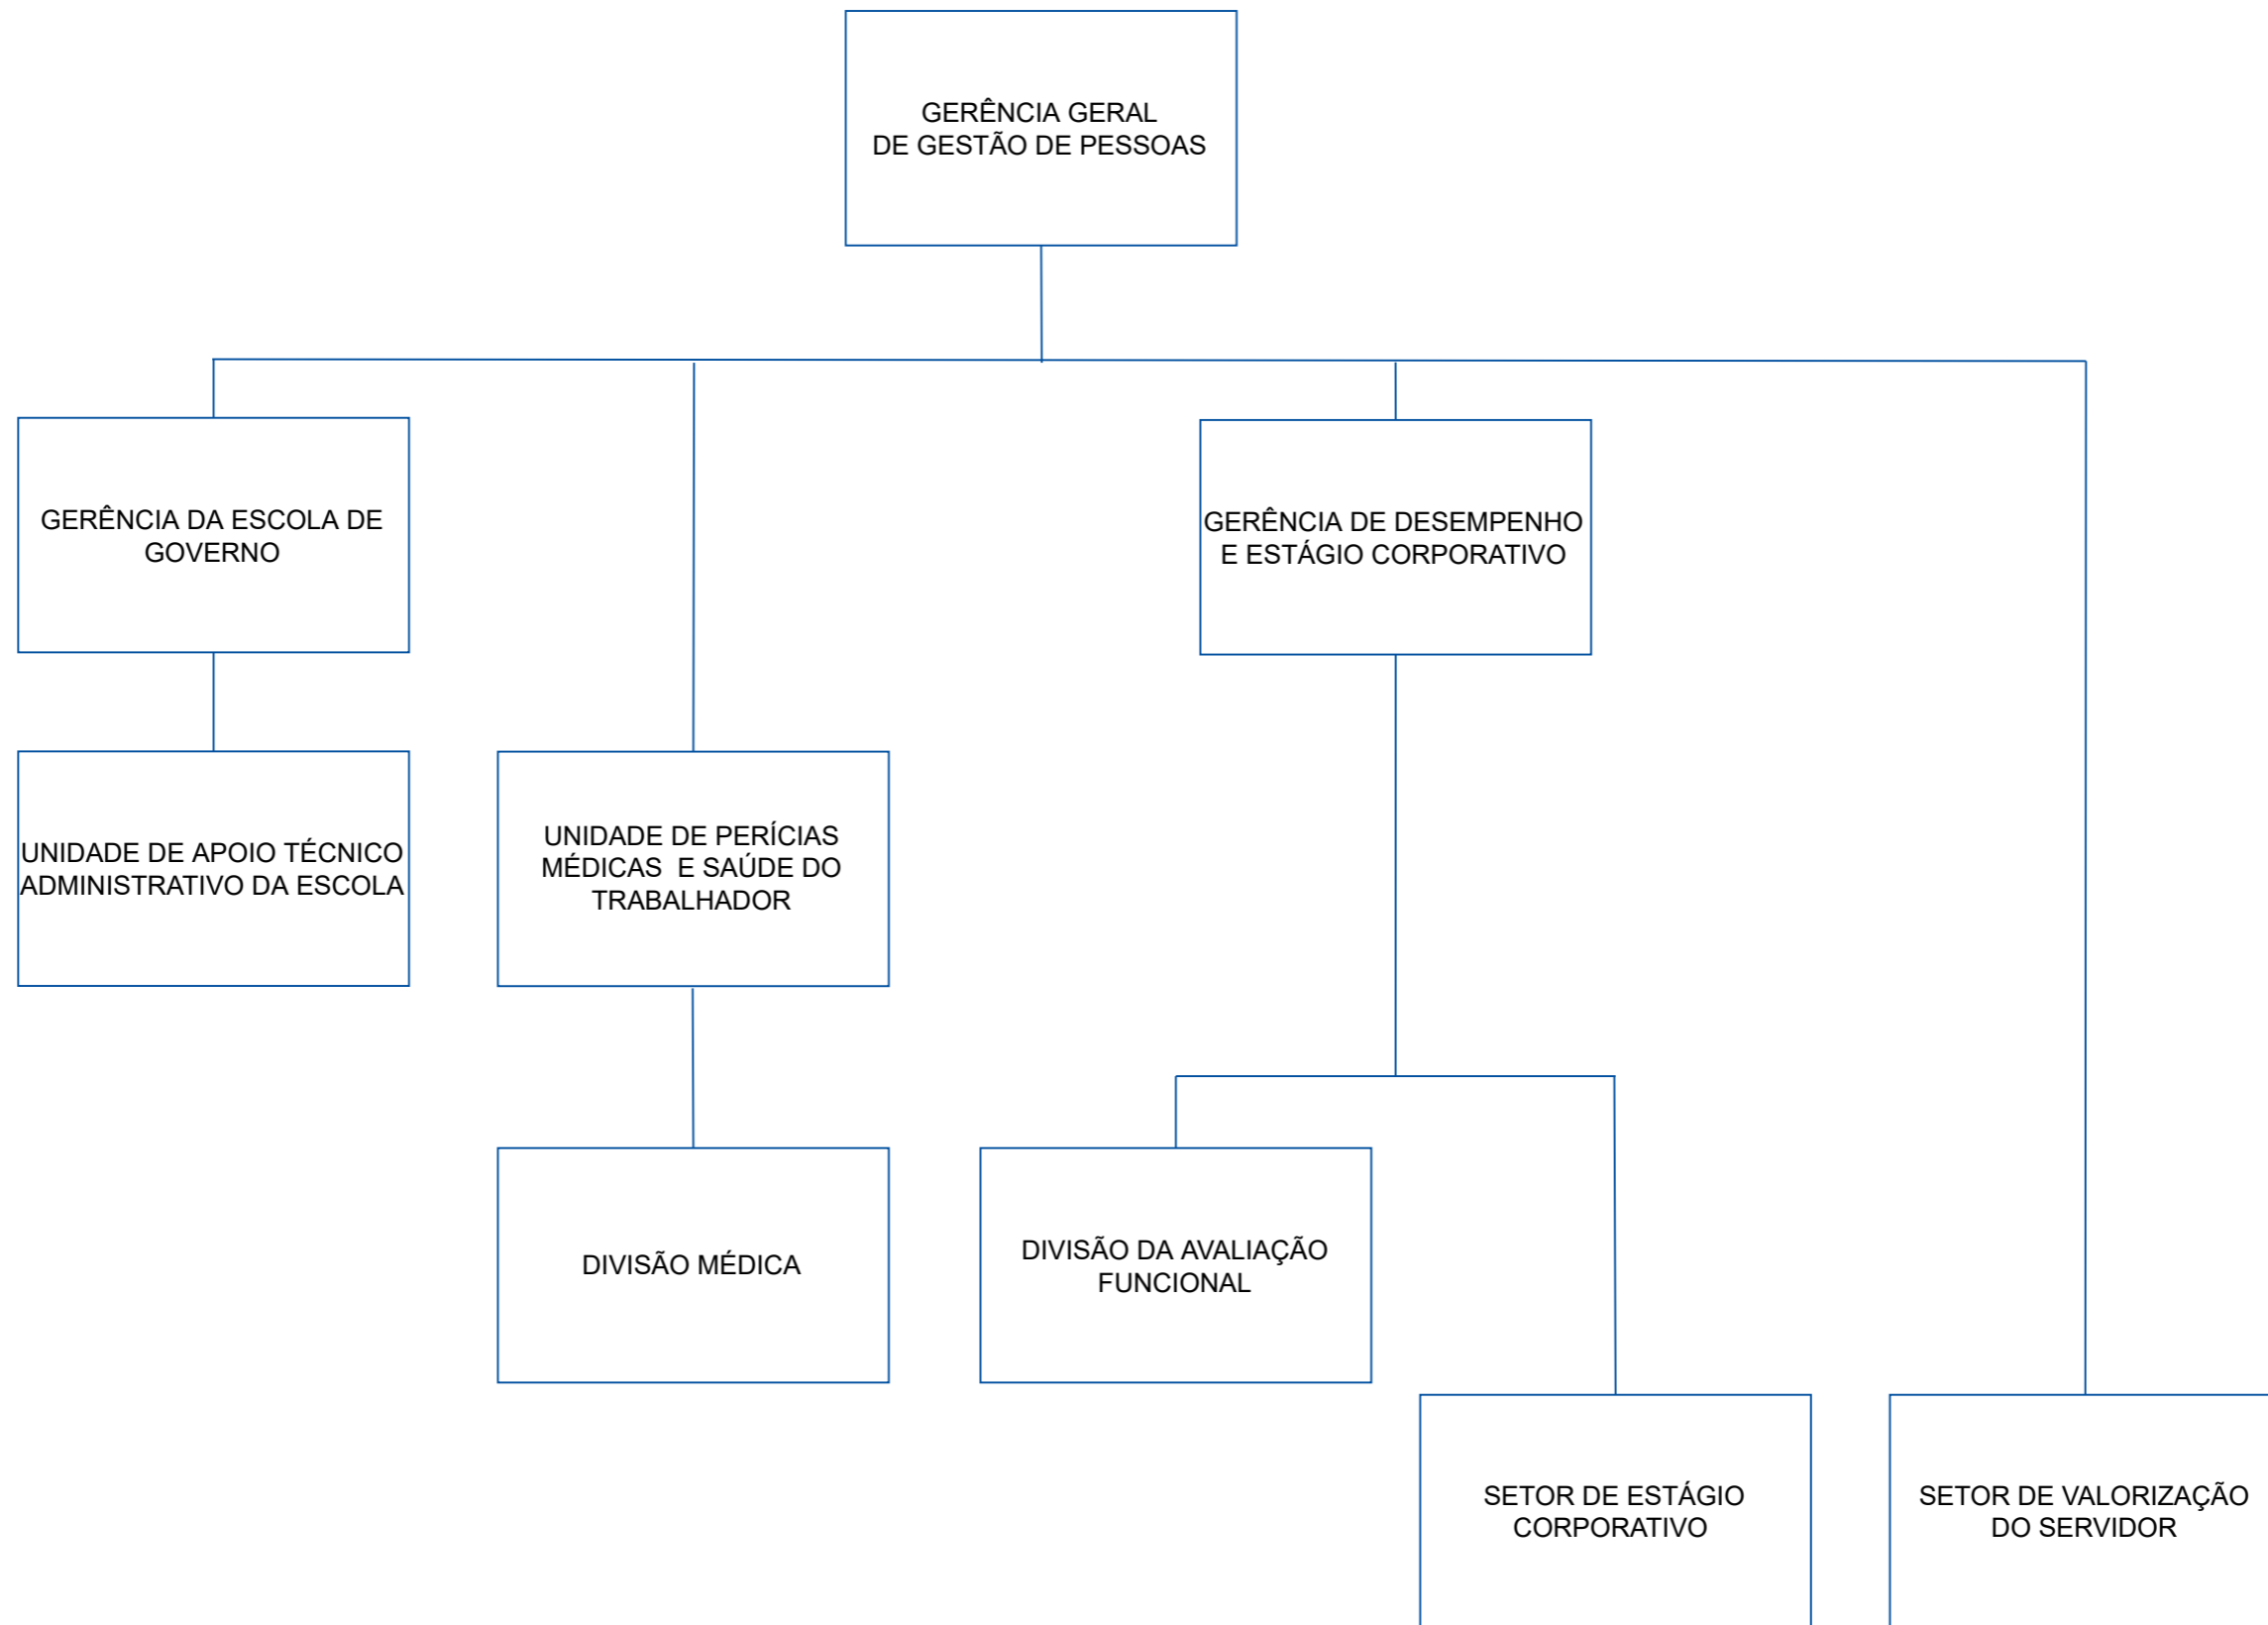 GERÊNCIA GERAL
DE GESTÃO DE PESSOAS
GERÊNCIA DA ESCOLA DE
GOVERNO
GERÊNCIA DE DESEMPENHO
E ESTÁGIO CORPORATIVO
UNIDADE DE APOIO TÉCNICO
ADMINISTRATIVO DA ESCOLA
UNIDADE DE PERÍCIAS
MÉDICAS  E SAÚDE DO
TRABALHADOR
DIVISÃO MÉDICA
DIVISÃO DA AVALIAÇÃO
FUNCIONAL
SETOR DE ESTÁGIO
CORPORATIVO
SETOR DE VALORIZAÇÃO
DO SERVIDOR